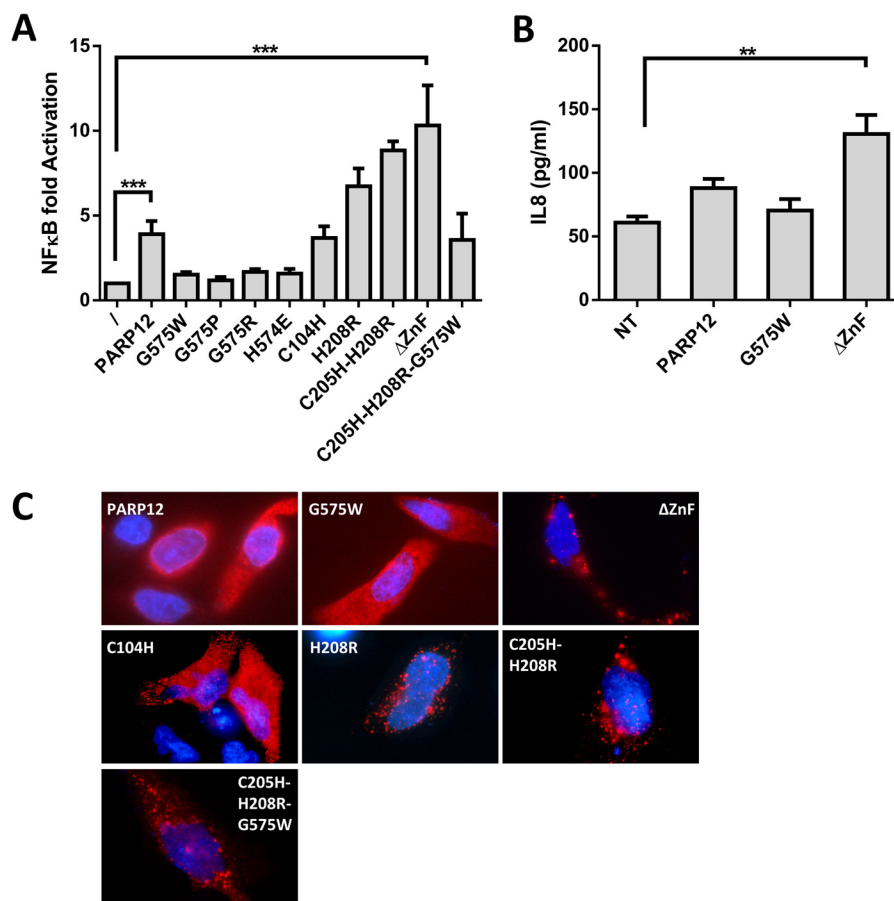 A
NFκB fold Activation
15
10
5
0
***
***
/
PARP12
G575W
G575P
G575R
H574E
C104H
H208R
C205H-H208R
ΔZnF
C205H-H208R-G575W
B
IL8 (pg/ml)
200
150
100
50
0
**
NT
PARP12
G575W
ΔZnF
C
PARP12
G575W
ΔZnF
C104H
H208R
C205H-
H208R
C205H-
H208R-
G575W